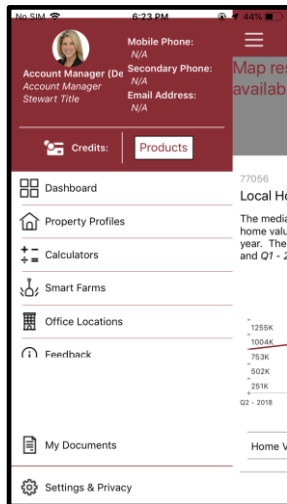 No SIM 6:23 PM 44%
Mobile Phone:
N/A
Account Manager (De
Account Manager
Stewart Title
Secondary Phone:
N/A
Email Address:
N/A
Credits: Products
Dashboard
Property Profiles
Calculators
Smart Farms
Office Locations
Feedback
My Documents
Settings & Privacy
Map res
availab
77056
Local Ho
The media
home valu
year. The
and Q1 - 2
1255K
1004K
753K
502K
251K
Q2 - 2018
Home V